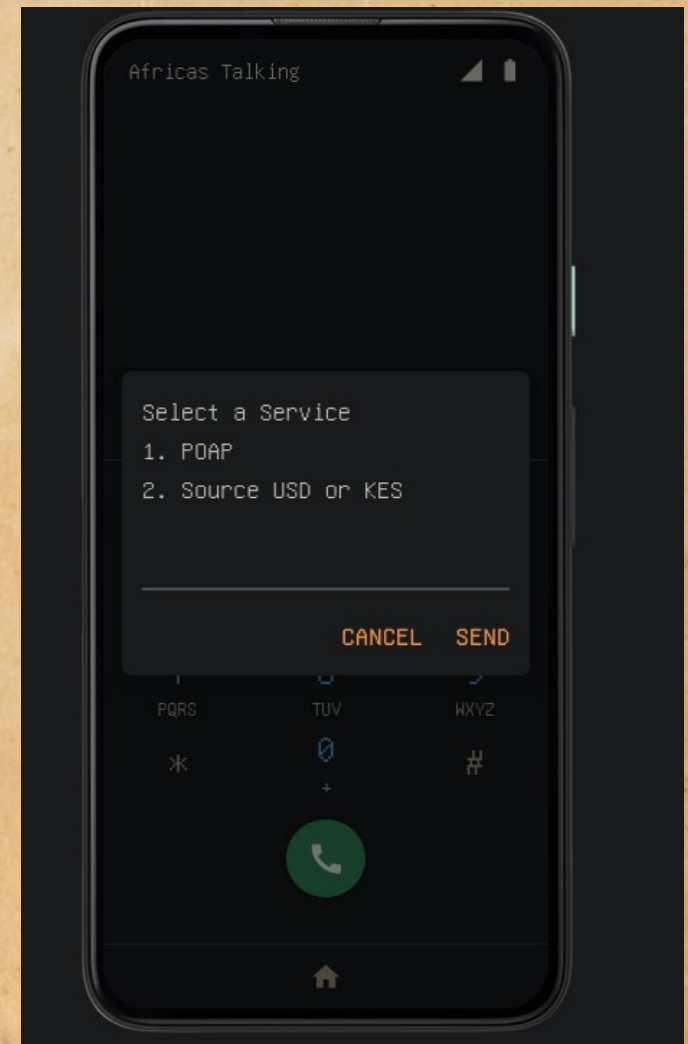 Africas Talking
Select a Service
1. POAP
2. Source USD or KES
CANCEL SEND
PQRS TUV WXYZ
* 0 #
+